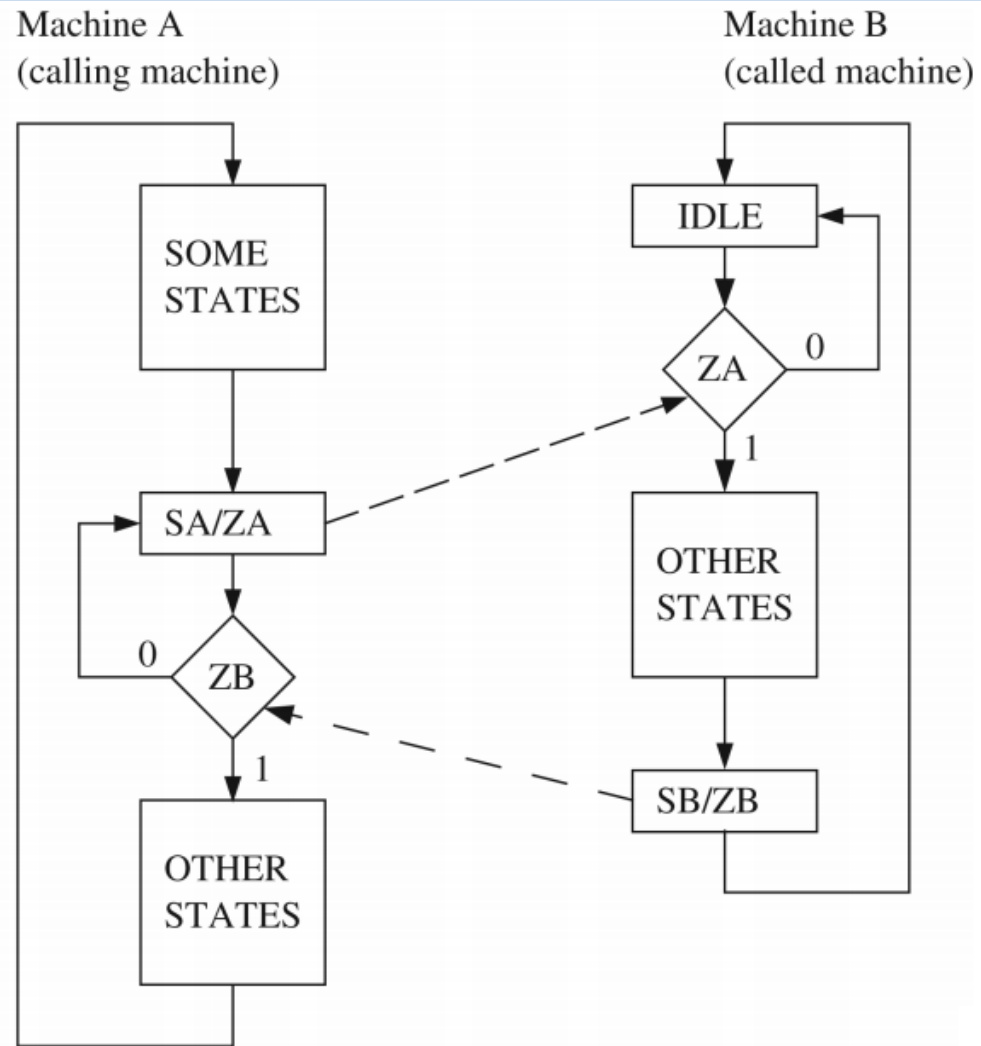 Machine A
(calling machine)
SOME
STATES
SA/ZA
0
ZB
1
OTHER
STATES
Machine B
(called machine)
IDLE
ZA
0
1
OTHER
STATES
SB/ZB